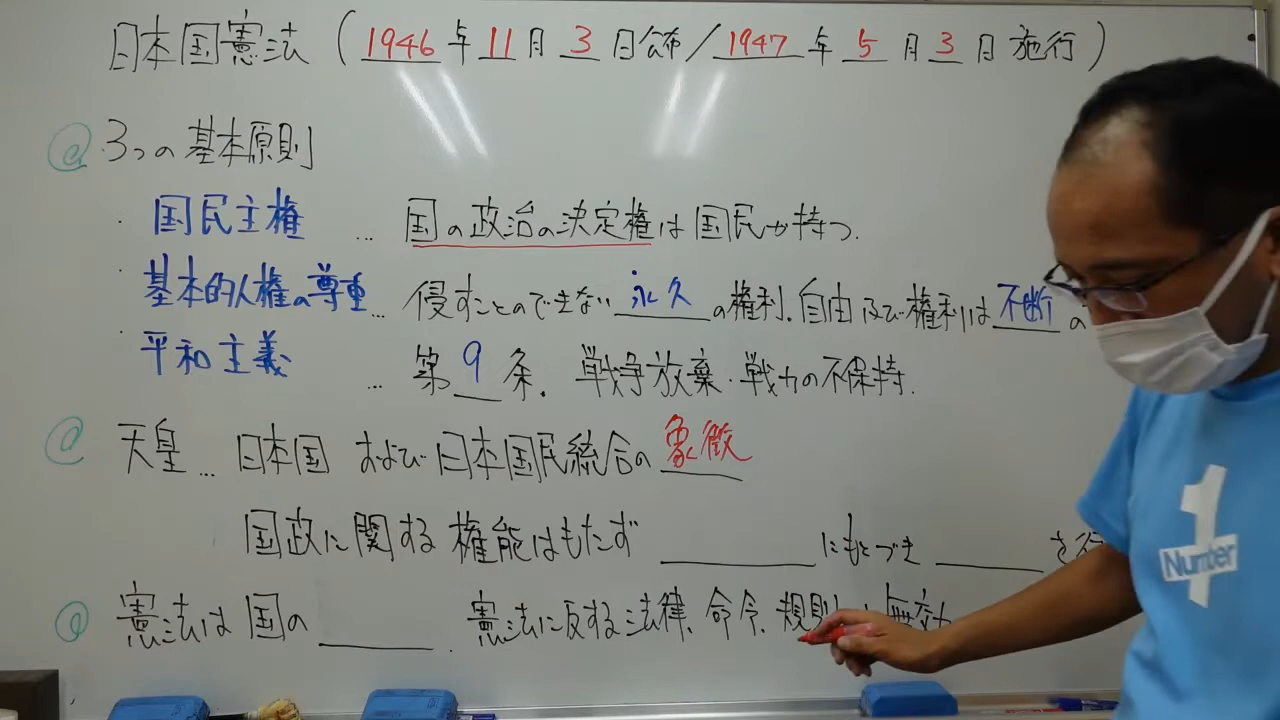 日本国憲法（1946年11月3日公布/1947年5月3日施行）
@ 3つの基本原則
・国民主権 … 国の政治の決定権は国民が持つ.
・基本的人権の尊重 … 侵すことのできない永久の権利、自由及び権利は不断の
・平和主義 … 第9条. 戦争放棄・戦力の不保持.
@ 天皇… 日本国 および 日本国民統合の象徴
国政に関する権能はもたず ______ にもとづき ______ を行
@ 憲法は国の ______ . 憲法に反する法律、命令、規則 無効
1
Number